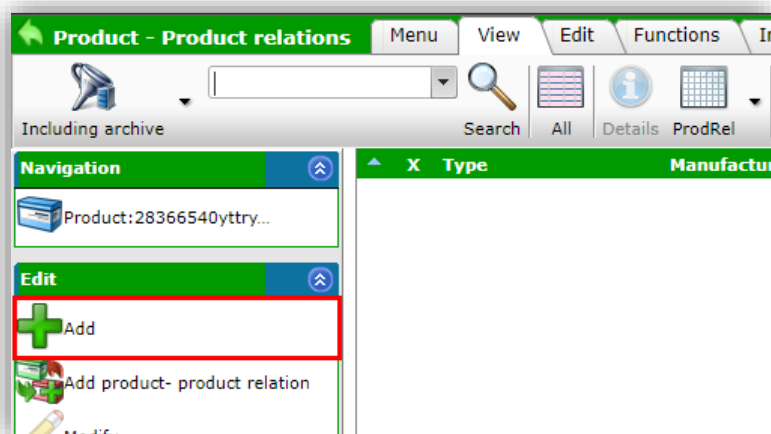 Product - Product relations Menu View Edit Functions
Including archive Search All Details ProdRel
Navigation X Type
Product:28366540yttry...
Edit
Add
Add product- product relation
Modify